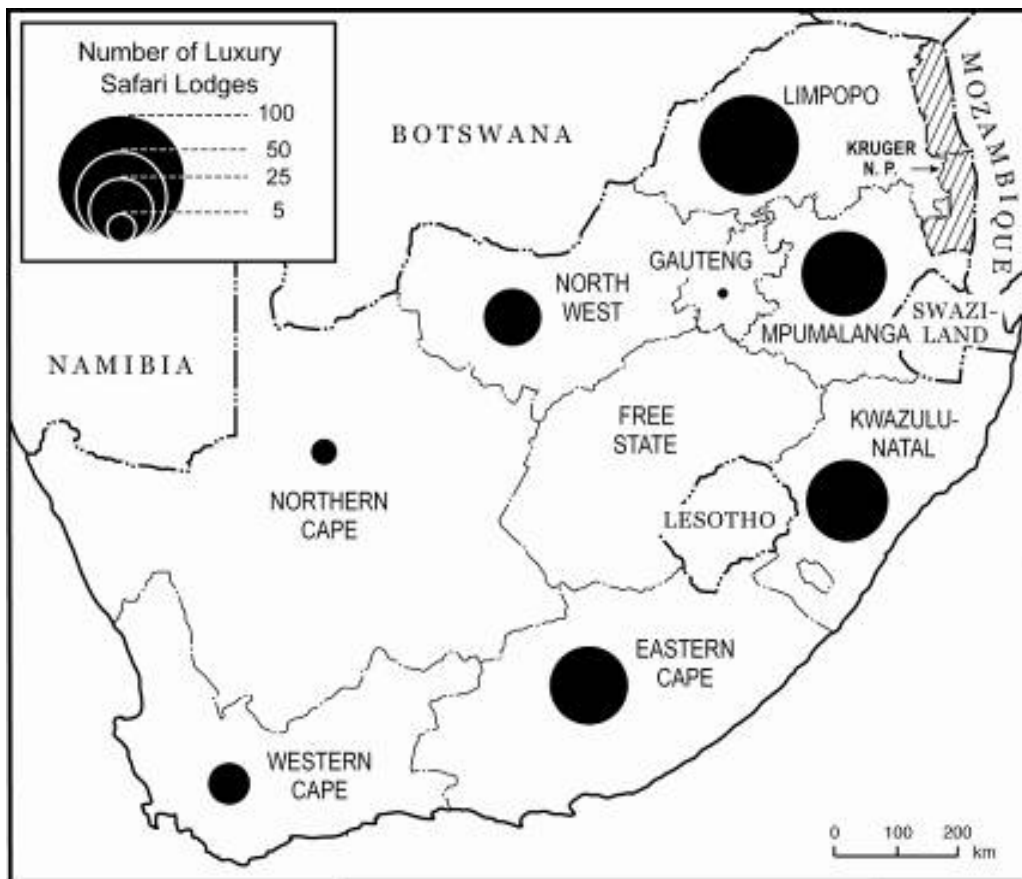 Number of Luxury
Safari Lodges
100
50
25
5
BOTSWANA
LIMPOPO
MOZAMBIQUE
KRUGER
N. P.
NAMIBIA
NORTH
WEST
GAUTENG
MPUMALANGA
SWAZI-
LAND
FREE
STATE
KWAZULU-
NATAL
NORTHERN
CAPE
LESOTHO
EASTERN
CAPE
WESTERN
CAPE
0 100 200
km